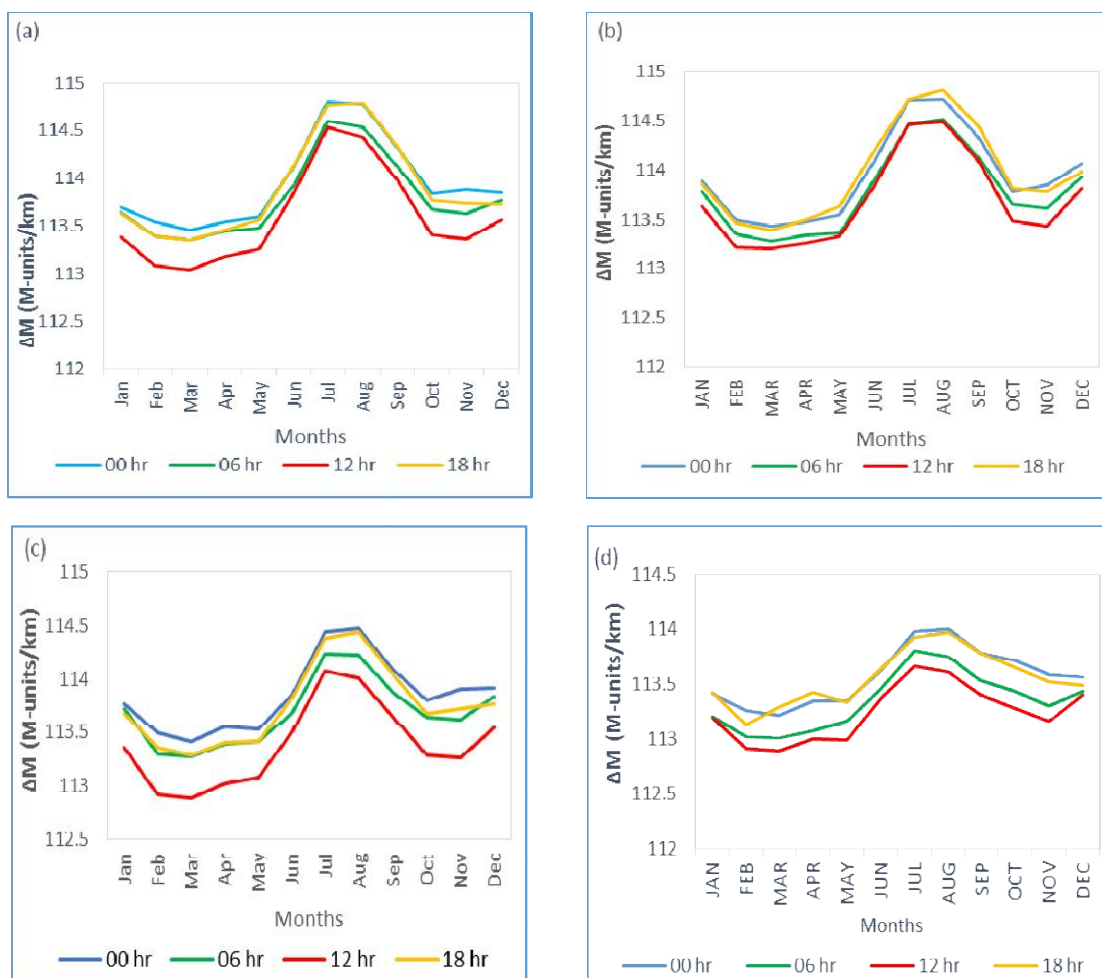 (a)
115
114.5
114
113.5
113
112.5
112
ΔM (M-units/km)
Jan Feb Mar Apr May Jun Jul Aug Sep Oct Nov Dec
Months
00 hr 06 hr 12 hr 18 hr
(b)
115
114.5
114
113.5
113
112.5
112
ΔM (M-units/km)
JAN FEB MAR APR MAY JUN JUL AUG SEP OCT NOV DEC
Months
00 hr 06 hr 12 hr 18 hr
(c)
115
114.5
114
113.5
113
112.5
ΔM (M-units/km)
Jan Feb Mar Apr May Jun Jul Aug Sep Oct Nov Dec
Months
00 hr 06 hr 12 hr 18 hr
(d)
114.5
114
113.5
113
112.5
112
ΔM (M-units/km)
JAN FEB MAR APR MAY JUN JUL AUG SEP OCT NOV DEC
Months
00 hr 06 hr 12 hr 18 hr